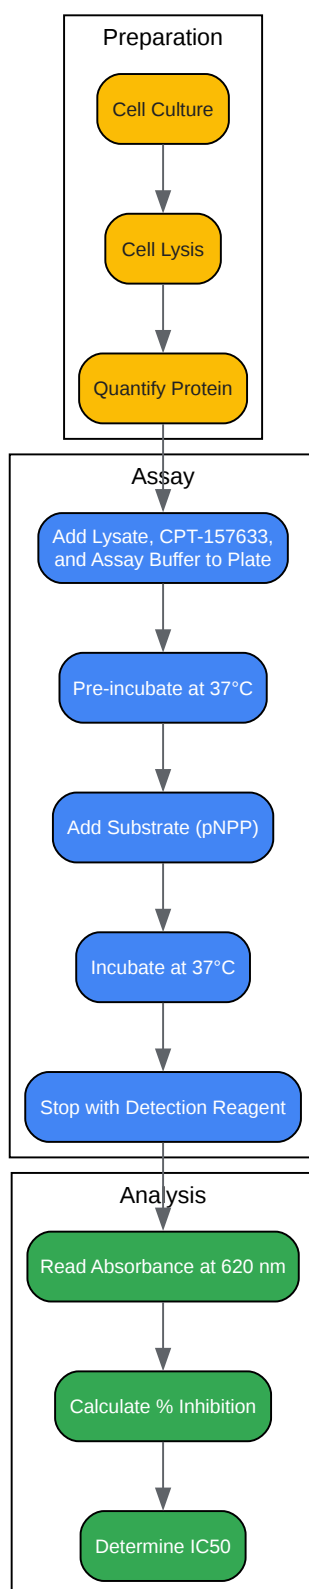 Preparation
Cell Culture
Cell Lysis
Quantify Protein
Assay
Add Lysate, CPT-157633,
and Assay Buffer to Plate
Pre-incubate at 37°C
Add Substrate (pNPP)
Incubate at 37°C
Stop with Detection Reagent
Analysis
Read Absorbance at 620 nm
Calculate % Inhibition
Determine IC50